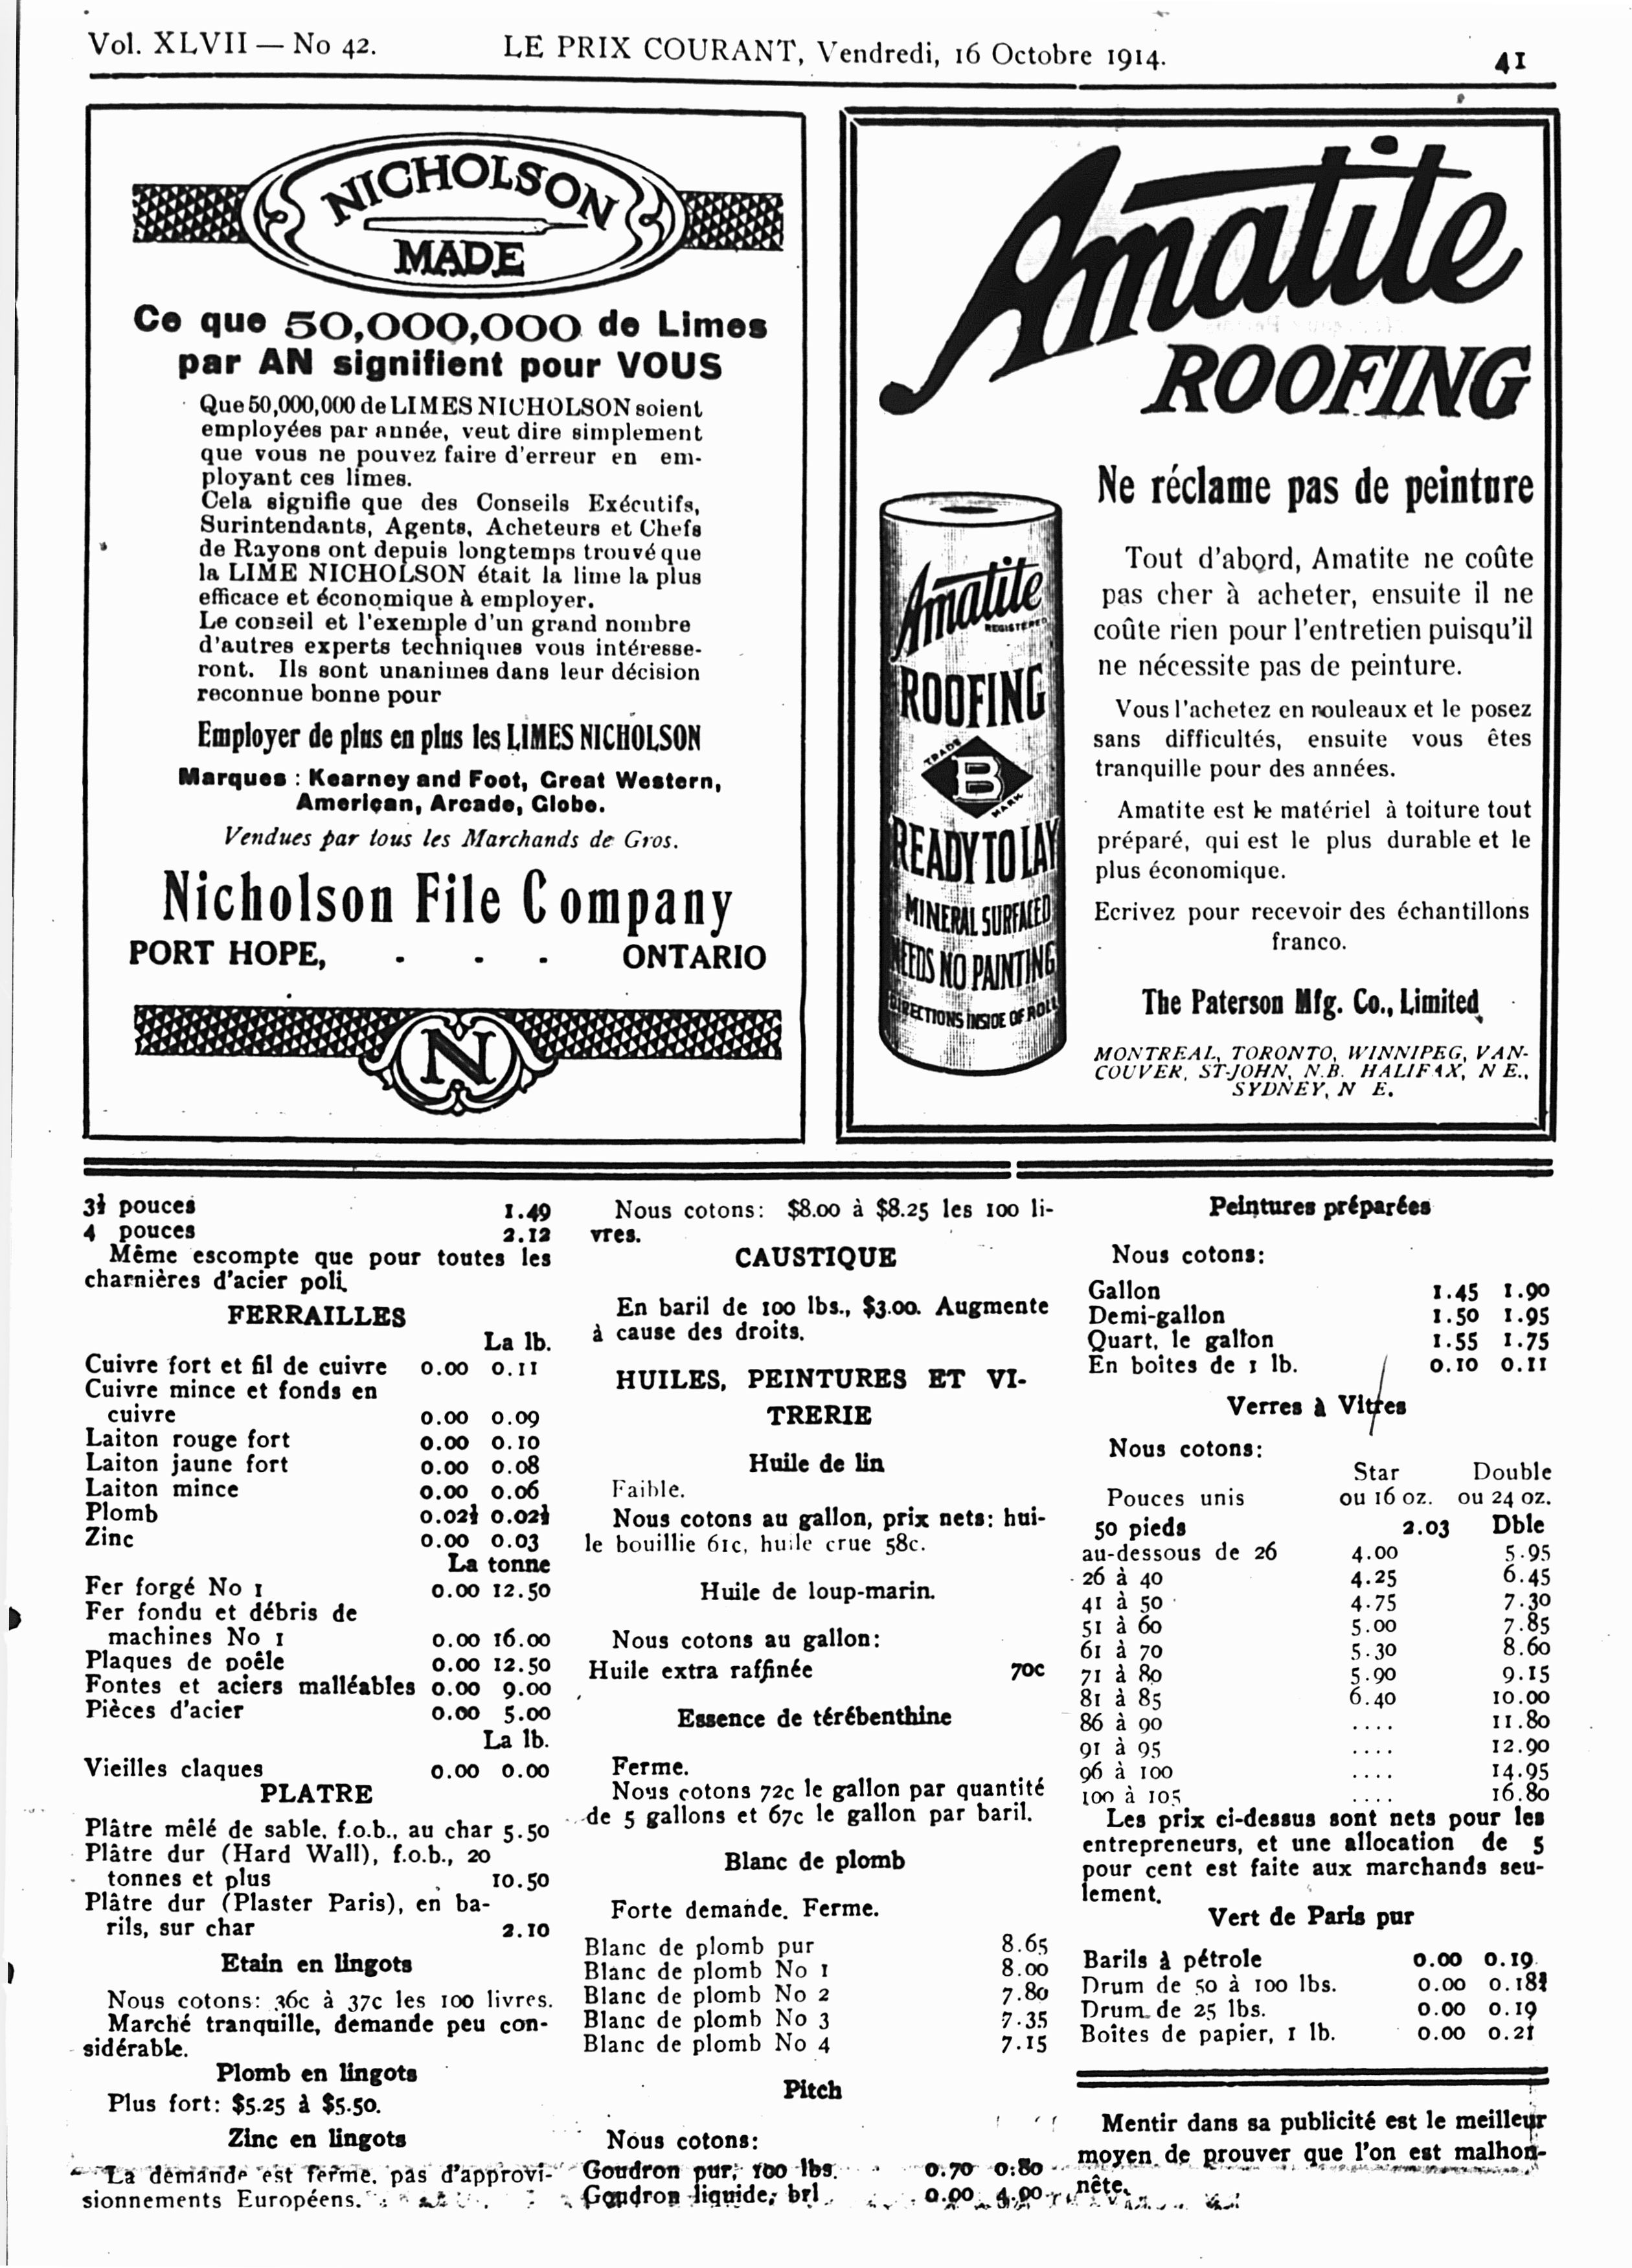 Vol. XLVII — No 42.
LE PRIX COURANT, Vendredi, 16 Octobre 1914.
41
NICHOLSON
MADE
Ce que 50,000,000 de Limes
par AN signifient pour VOUS
Que 50,000,000 de LIMES NICHOLSON soient
employées par année, veut dire simplement
que vous ne pouvez faire d'erreur en em-
ployant ces limes.
Cela signifie que des Conseils Exécutifs,
Surintendants, Agents, Acheteurs et Chefs
de Rayons ont depuis longtemps trouvé que
la LIME NICHOLSON était la lime la plus
efficace et économique à employer.
Le conseil et l'exemple d'un grand nombre
d'autres experts techniques vous intéresse-
ront. Ils sont unanimes dans leur décision
reconnue bonne pour
Employer de plus en plus les LIMES NICHOLSON
Marques : Kearney and Foot, Great Western,
American, Arcade, Globe.
Vendues par tous les Marchands de Gros.
Nicholson File Company
PORT HOPE, - - - ONTARIO
N
Amatite
ROOFING
Amatite
REGISTERED
ROOFING
TRADE
B
MARK
READY TO LAY
MINERAL SURFACED
NEEDS NO PAINTING
DIRECTIONS INSIDE OF ROLL
Ne réclame pas de peinture
Tout d'abord, Amatite ne coûte
pas cher à acheter, ensuite il ne
coûte rien pour l'entretien puisqu'il
ne nécessite pas de peinture.
Vous l'achetez en rouleaux et le posez
sans difficultés, ensuite vous êtes
tranquille pour des années.
Amatite est le matériel à toiture tout
préparé, qui est le plus durable et le
plus économique.
Ecrivez pour recevoir des échantillons
franco.
The Paterson Mfg. Co., Limited
MONTREAL, TORONTO, WINNIPEG, VAN-
COUVER, ST-JOHN, N.B. HALIFAX, N E.,
SYDNEY, N E.
3½ pouces 1.49
4 pouces 2.12
Même escompte que pour toutes les
charnières d'acier poli.
FERRAILLES
La lb.
Cuivre fort et fil de cuivre 0.00 0.11
Cuivre mince et fonds en
cuivre 0.00 0.09
Laiton rouge fort 0.00 0.10
Laiton jaune fort 0.00 0.08
Laiton mince 0.00 0.06
Plomb
Zinc 0.00 0.03
La tonne
Fer forgé No 1 0.00 12.50
Fer fondu et débris de
machines No 1 0.00 16.00
Plaques de poêle 0.00 12.50
Fontes et aciers malléables 0.00 9.00
Pièces d'acier 0.00 5.00
La lb.
Vieilles claques 0.00 0.00
PLATRE
Plâtre mêlé de sable, f.o.b., au char 5.50
Plâtre dur (Hard Wall), f.o.b., 20
tonnes et plus 10.50
Plâtre dur (Plaster Paris), en ba-
rils, sur char 2.10
Etain en lingots
Nous cotons: 36c à 37c les 100 livres.
Marché tranquille, demande peu con-
sidérable.
Plomb en lingots
Plus fort: $5.25 à $5.50.
Zinc en lingots
La demande est ferme, pas d'approvi-
sionnements Européens.
Nous cotons: $8.00 à $8.25 les 100 li-
vres.
CAUSTIQUE
En baril de 100 lbs., $3.00. Augmente
à cause des droits.
HUILES, PEINTURES ET VI-
TRERIE
Huile de lin
Faible.
Nous cotons au gallon, prix nets: hui-
le bouillie 61c, huile crue 58c.
Huile de loup-marin.
Nous cotons au gallon:
Huile extra raffinée 70c
Essence de térébenthine
Ferme.
Nous cotons 72c le gallon par quantité
de 5 gallons et 67c le gallon par baril.
Blanc de plomb
Forte demande. Ferme.
Blanc de plomb pur 8.65
Blanc de plomb No 1 8.00
Blanc de plomb No 2 7.80
Blanc de plomb No 3 7.35
Blanc de plomb No 4 7.15
Pitch
Nous cotons:
Goudron pur, 100 lbs. 0.70 0.80
Goudron liquide, brl 0.00 4.00
Peintures préparées
Nous cotons:
Gallon 1.45 1.90
Demi-gallon 1.50 1.95
Quart, le gallon 1.55 1.75
En boîtes de 1 lb. 0.10 0.11
Verres à Vitres
Nous cotons:
Star Double
Pouces unis ou 16 oz. ou 24 oz.
50 pieds 2.03 Dble
au-dessous de 26 4.00 5.95
26 à 40 4.25 6.45
41 à 50 4.75 7.30
51 à 60 5.00 7.85
61 à 70 5.30 8.60
71 à 80 5.90 9.15
81 à 85 6.40 10.00
86 à 90 .... 11.80
91 à 95 .... 12.90
96 à 100 .... 14.95
100 à 105 .... 16.80
Les prix ci-dessus sont nets pour les
entrepreneurs, et une allocation de 5
pour cent est faite aux marchands seu-
lement.
Vert de Paris pur
Barils à pétrole 0.00 0.19
Drum de 50 à 100 lbs. 0.00
Drum de 25 lbs. 0.00 0.19
Boîtes de papier, 1 lb. 0.00 0.21
Mentir dans sa publicité est le meilleur
moyen de prouver que l'on est malhon-
nête.